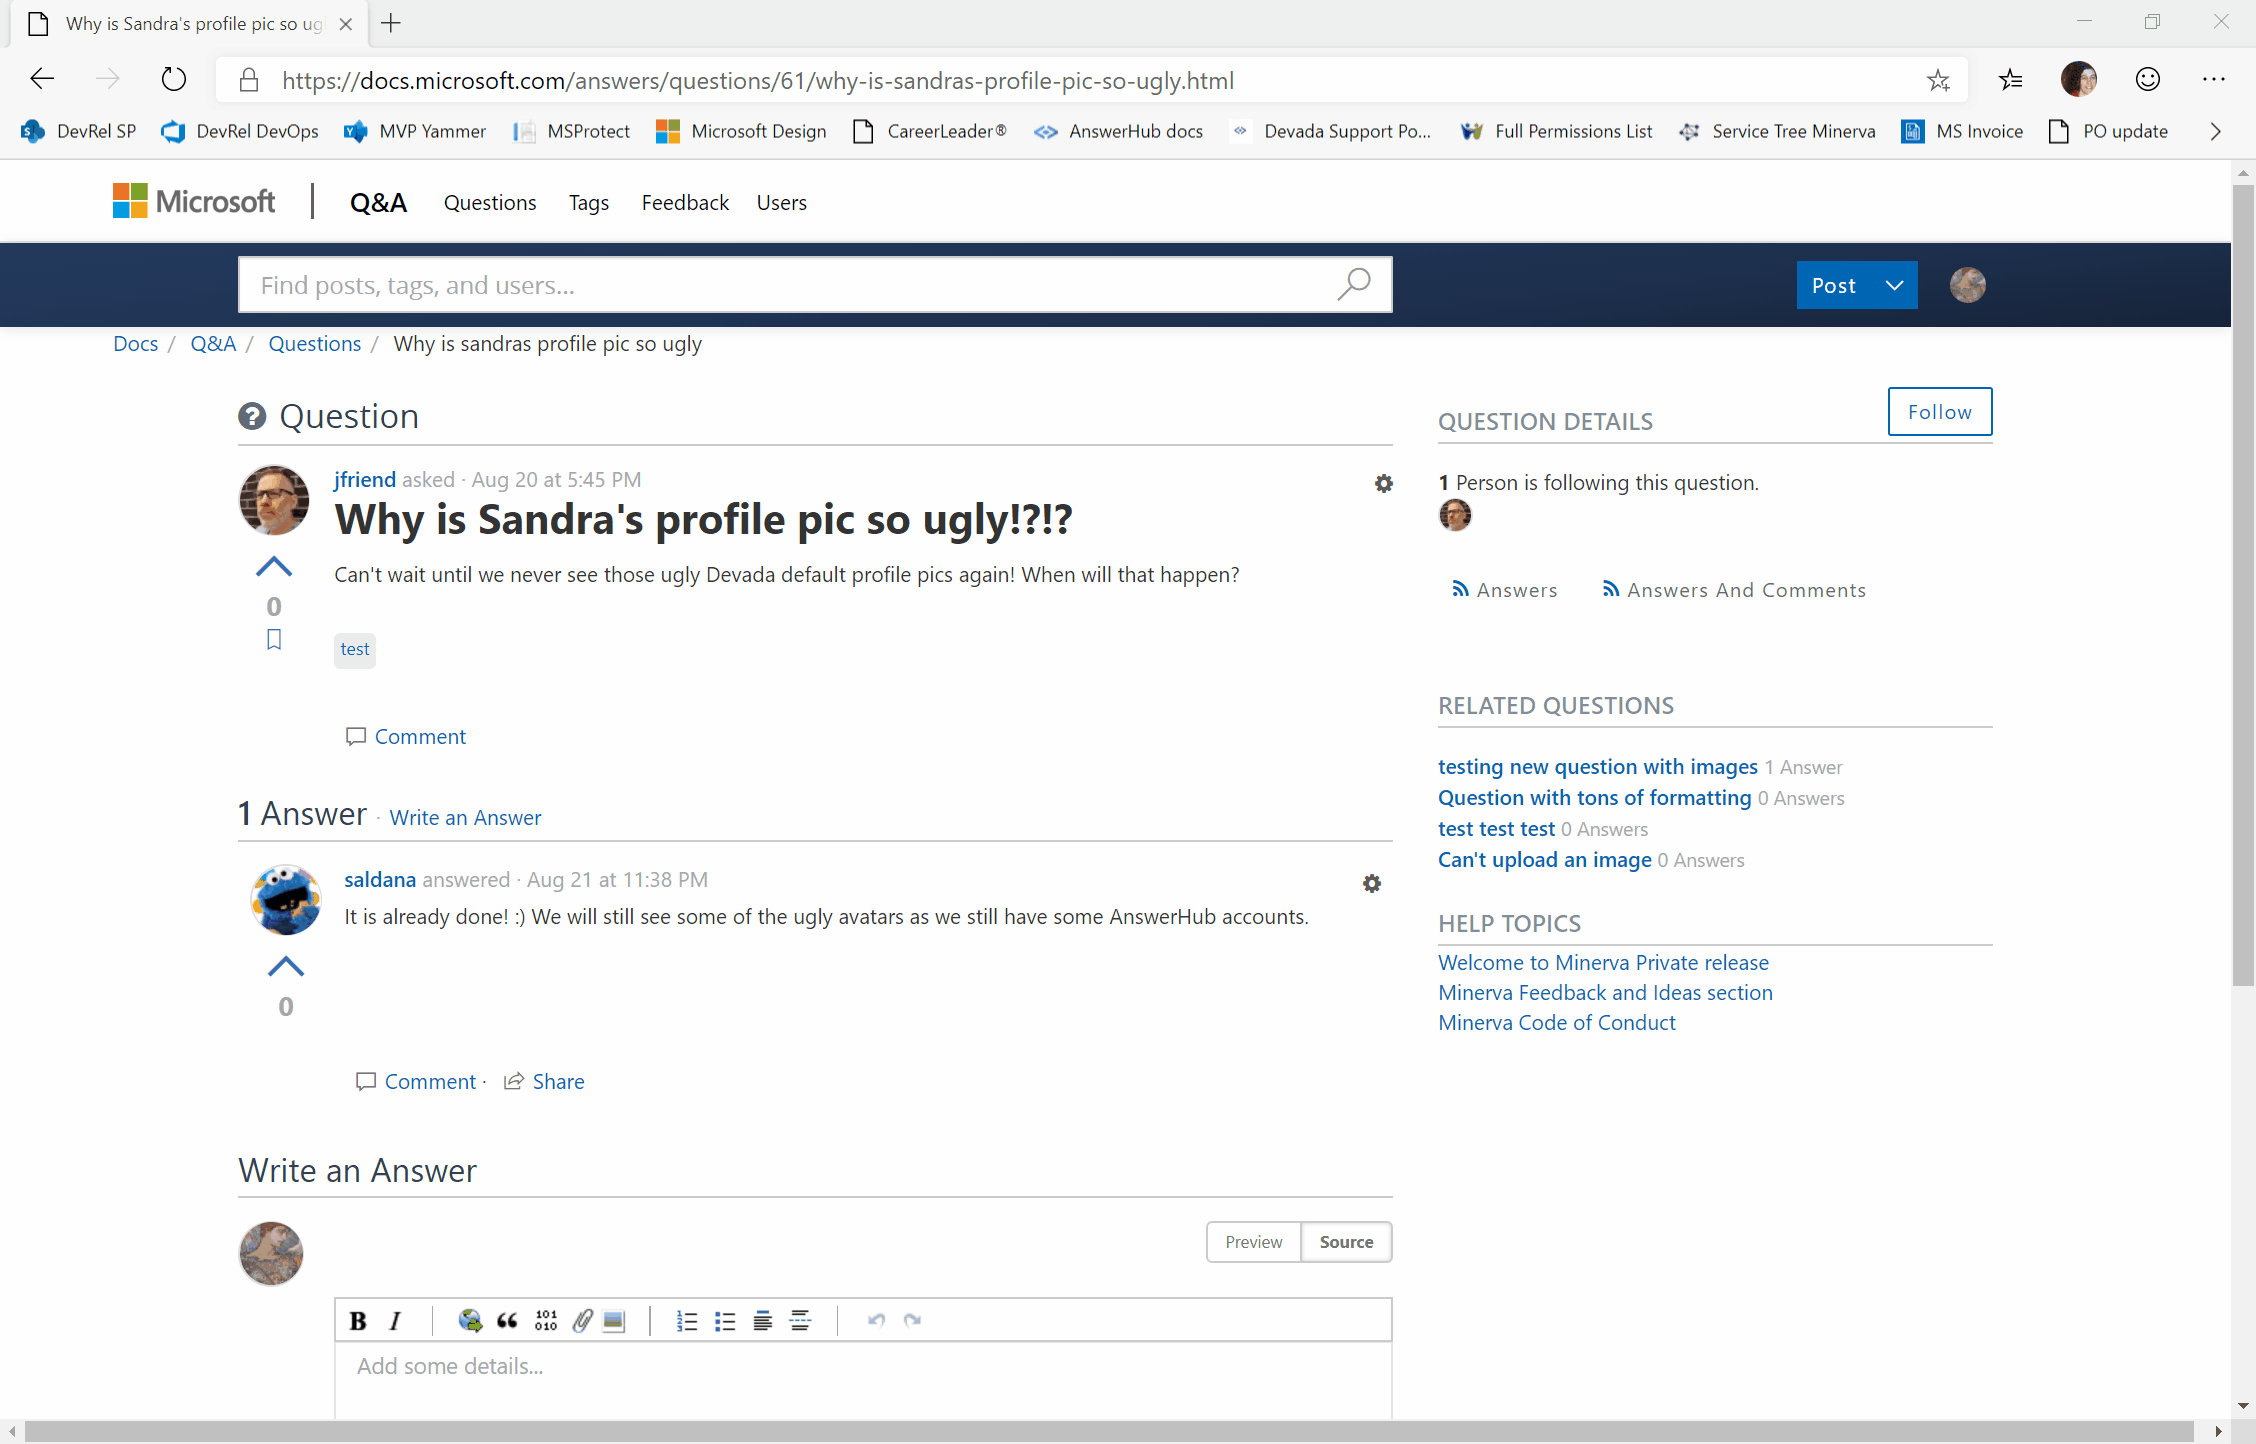 Why is Sandra's profile pic so ug
https://docs.microsoft.com/answers/questions/61/why-is-sandras-profile-pic-so-ugly.html
DevRel SP DevRel DevOps MVP Yammer MSProtect Microsoft Design CareerLeader® AnswerHub docs Devada Support Po... Full Permissions List Service Tree Minerva MS Invoice PO update
Microsoft Q&A Questions Tags Feedback Users
Find posts, tags, and users...
Post
Docs / Q&A / Questions / Why is sandras profile pic so ugly
Question
jfriend asked · Aug 20 at 5:45 PM
Why is Sandra's profile pic so ugly!?!?
Can't wait until we never see those ugly Devada default profile pics again! When will that happen?
0
test
Comment
1 Answer · Write an Answer
saldana answered · Aug 21 at 11:38 PM
It is already done! :) We will still see some of the ugly avatars as we still have some AnswerHub accounts.
0
Comment · Share
Write an Answer
Preview Source
B I 101 010
Add some details...
QUESTION DETAILS
Follow
1 Person is following this question.
Answers Answers And Comments
RELATED QUESTIONS
testing new question with images 1 Answer
Question with tons of formatting 0 Answers
test test test 0 Answers
Can't upload an image 0 Answers
HELP TOPICS
Welcome to Minerva Private release
Minerva Feedback and Ideas section
Minerva Code of Conduct